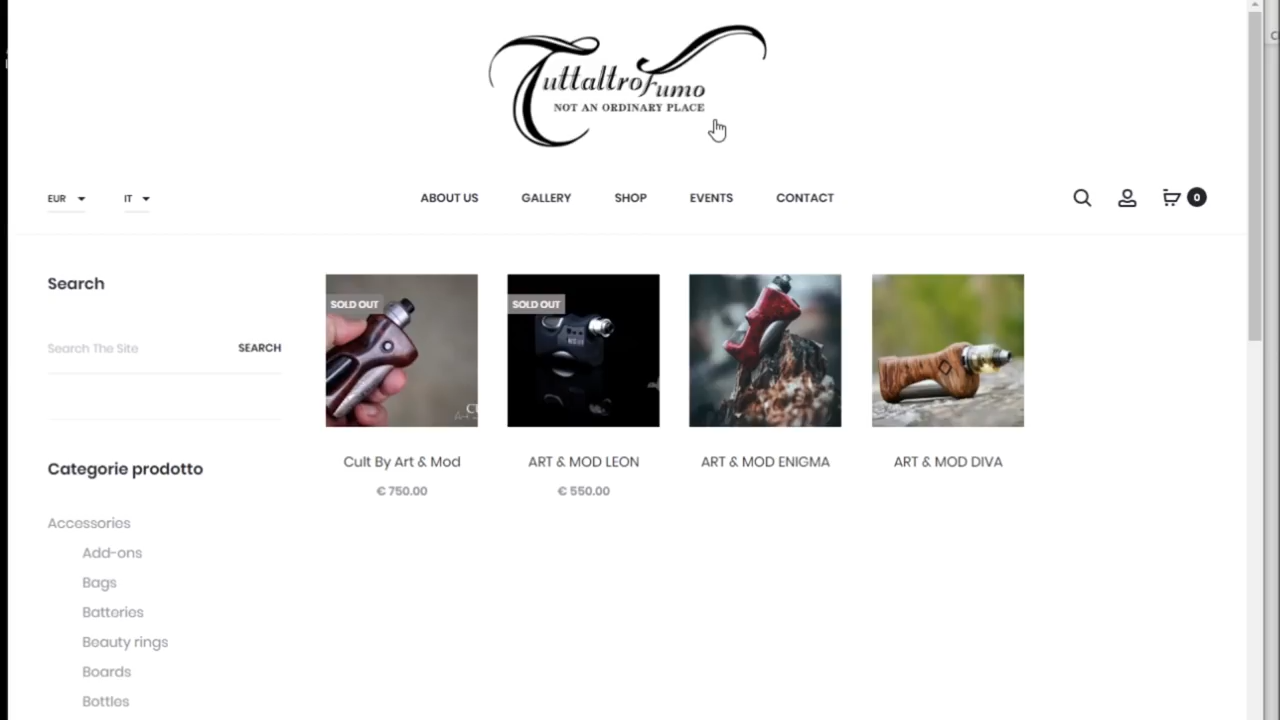 Tuttaltrofumo
NOT AN ORDINARY PLACE
EUR
IT
ABOUT US
GALLERY
SHOP
EVENTS
CONTACT
0
Search
Search The Site
SEARCH
Categorie prodotto
Accessories
Add-ons
Bags
Batteries
Beauty rings
Boards
Bottles
SOLD OUT
SOLD OUT
Cult By Art & Mod
€ 750.00
ART & MOD LEON
€ 550.00
ART & MOD ENIGMA
ART & MOD DIVA